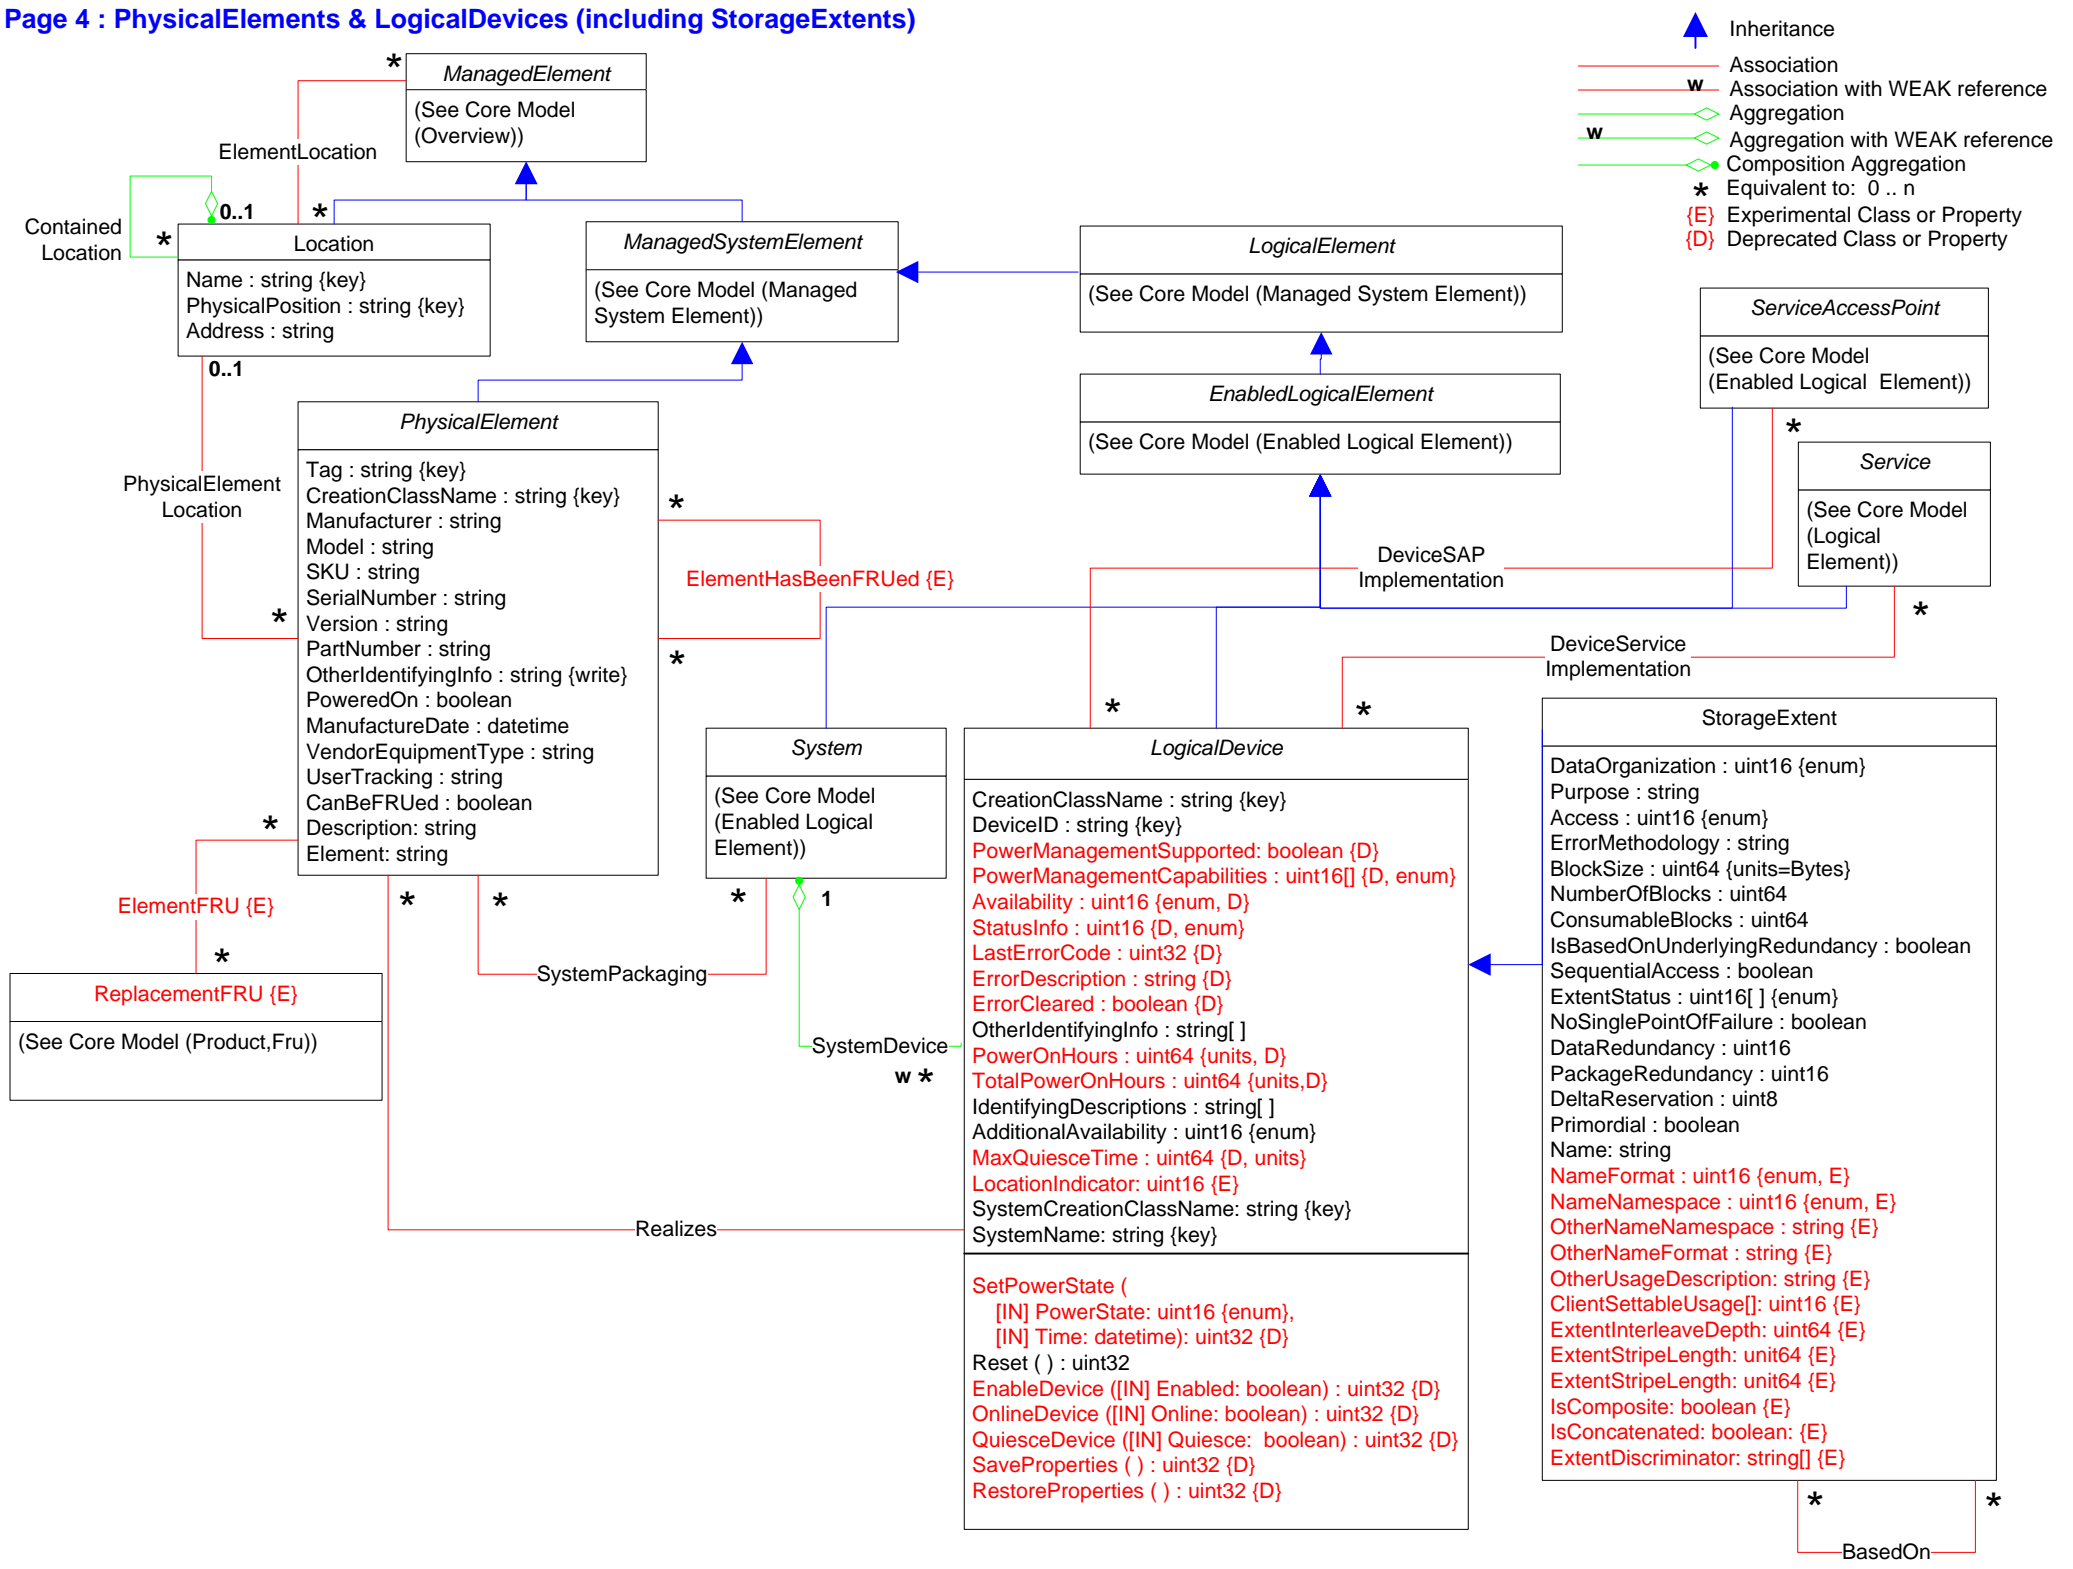 Page 4 : PhysicalElements & LogicalDevices (including StorageExtents)
Inheritance
Association
w
Association with WEAK reference
Aggregation
w
Aggregation with WEAK reference
Composition Aggregation
* Equivalent to: 0 .. n
{E} Experimental Class or Property
{D} Deprecated Class or Property
*
ManagedElement
(See Core Model
(Overview))
ElementLocation
Contained
Location
0..1
*
*
Location
Name : string {key}
PhysicalPosition : string {key}
Address : string
0..1
ManagedSystemElement
(See Core Model (Managed
System Element))
LogicalElement
(See Core Model (Managed System Element))
EnabledLogicalElement
(See Core Model (Enabled Logical Element))
ServiceAccessPoint
(See Core Model
(Enabled Logical Element))
*
Service
(See Core Model
(Logical
Element))
*
PhysicalElement
Location
*
PhysicalElement
Tag : string {key}
CreationClassName : string {key}
Manufacturer : string
Model : string
SKU : string
SerialNumber : string
Version : string
PartNumber : string
OtherIdentifyingInfo : string {write}
PoweredOn : boolean
ManufactureDate : datetime
VendorEquipmentType : string
UserTracking : string
CanBeFRUed : boolean
Description: string
Element: string
*
ElementHasBeenFRUed {E}
*
DeviceSAP
Implementation
*
DeviceService
Implementation
*
*
ElementFRU {E}
*
ReplacementFRU {E}
(See Core Model (Product,Fru))
*
*
SystemPackaging
*
System
(See Core Model
(Enabled Logical
Element))
1
SystemDevice
w *
Realizes
LogicalDevice
CreationClassName : string {key}
DeviceID : string {key}
PowerManagementSupported: boolean {D}
PowerManagementCapabilities : uint16[] {D, enum}
Availability : uint16 {enum, D}
StatusInfo : uint16 {D, enum}
LastErrorCode : uint32 {D}
ErrorDescription : string {D}
ErrorCleared : boolean {D}
OtherIdentifyingInfo : string[ ]
PowerOnHours : uint64 {units, D}
TotalPowerOnHours : uint64 {units,D}
IdentifyingDescriptions : string[ ]
AdditionalAvailability : uint16 {enum}
MaxQuiesceTime : uint64 {D, units}
LocationIndicator: uint16 {E}
SystemCreationClassName: string {key}
SystemName: string {key}
SetPowerState (
[IN] PowerState: uint16 {enum},
[IN] Time: datetime): uint32 {D}
Reset ( ) : uint32
EnableDevice ([IN] Enabled: boolean) : uint32 {D}
OnlineDevice ([IN] Online: boolean) : uint32 {D}
QuiesceDevice ([IN] Quiesce: boolean) : uint32 {D}
SaveProperties ( ) : uint32 {D}
RestoreProperties ( ) : uint32 {D}
StorageExtent
DataOrganization : uint16 {enum}
Purpose : string
Access : uint16 {enum}
ErrorMethodology : string
BlockSize : uint64 {units=Bytes}
NumberOfBlocks : uint64
ConsumableBlocks : uint64
IsBasedOnUnderlyingRedundancy : boolean
SequentialAccess : boolean
ExtentStatus : uint16[ ] {enum}
NoSinglePointOfFailure : boolean
DataRedundancy : uint16
PackageRedundancy : uint16
DeltaReservation : uint8
Primordial : boolean
Name: string
NameFormat : uint16 {enum, E}
NameNamespace : uint16 {enum, E}
OtherNameNamespace : string {E}
OtherNameFormat : string {E}
OtherUsageDescription: string {E}
ClientSettableUsage[]: uint16 {E}
ExtentInterleaveDepth: uint64 {E}
ExtentStripeLength: unit64 {E}
ExtentStripeLength: unit64 {E}
IsComposite: boolean {E}
IsConcatenated: boolean: {E}
ExtentDiscriminator: string[] {E}
*
*
BasedOn